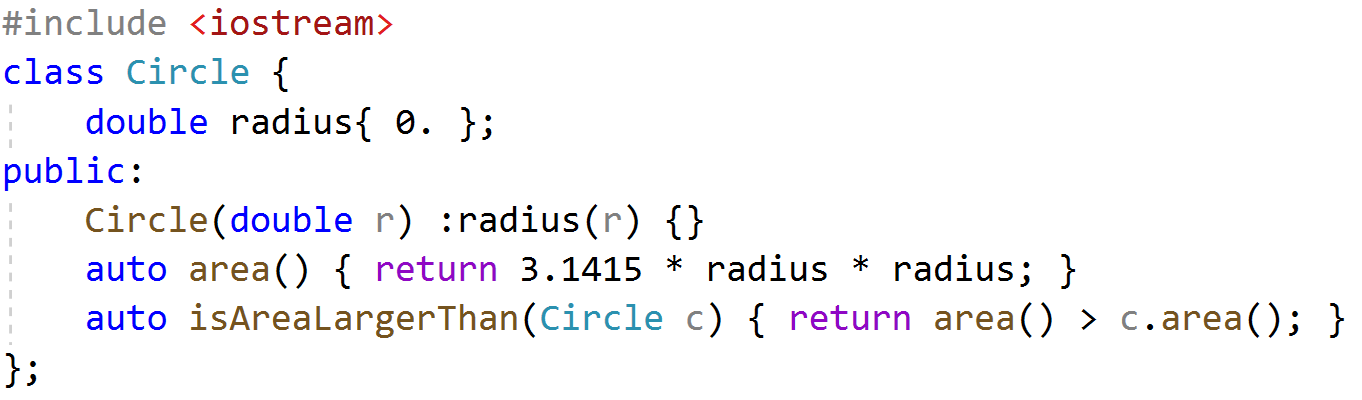 #include <iostream>
class Circle {
    double radius{ 0. };
public:
    Circle(double r) :radius(r) {}
    auto area() { return 3.1415 * radius * radius; }
    auto isAreaLargerThan(Circle c) { return area() > c.area(); }
};